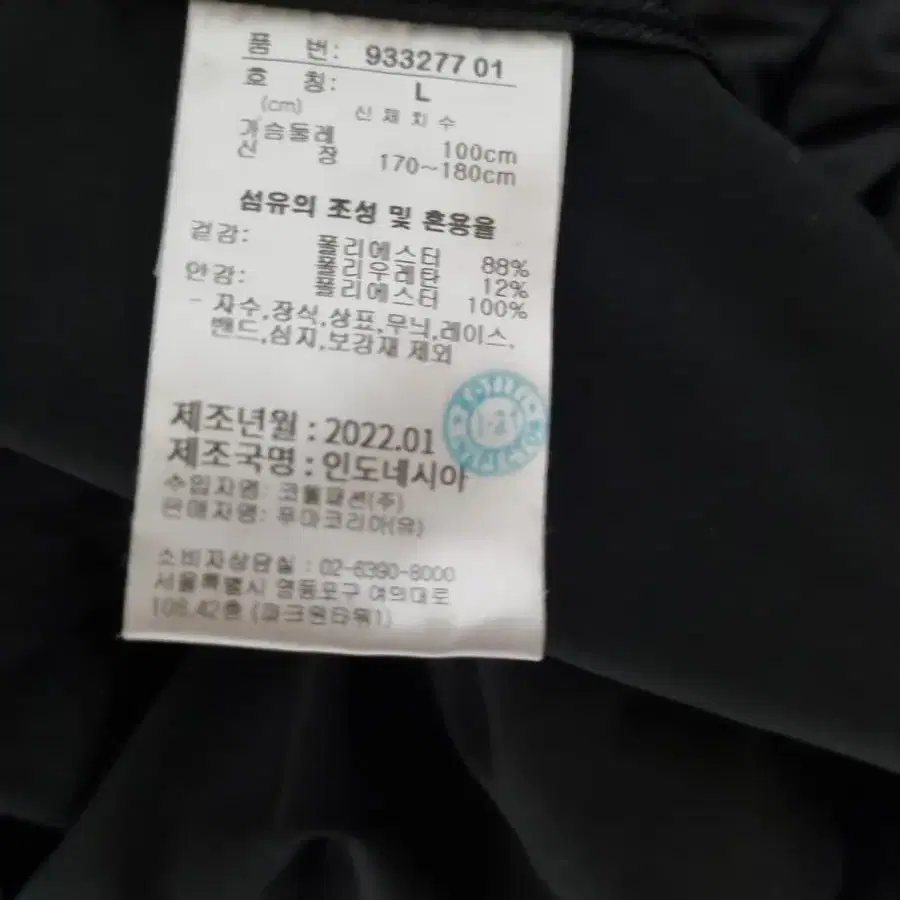 품 번: 933277 01
호 칭: L
(cm) 신 체 치 수
가슴둘레 100cm
신 장 170~180cm
섬유의 조성 및 혼용율
겉감: 폴리에스터 88%
폴리우레탄 12%
안감: 폴리에스터 100%
- 자수,장식,상표,무늬,레이스,
밴드,심지,보강재 제외
제조년월 : 2022.01
제조국명 : 인도네시아
수입자명: 코웰패션(주)
판매자명: 푸마코리아(유)
소비자상담실 : 02-6390-8000
서울특별시 영등포구 여의대로
108,42층 (파크원타워1)